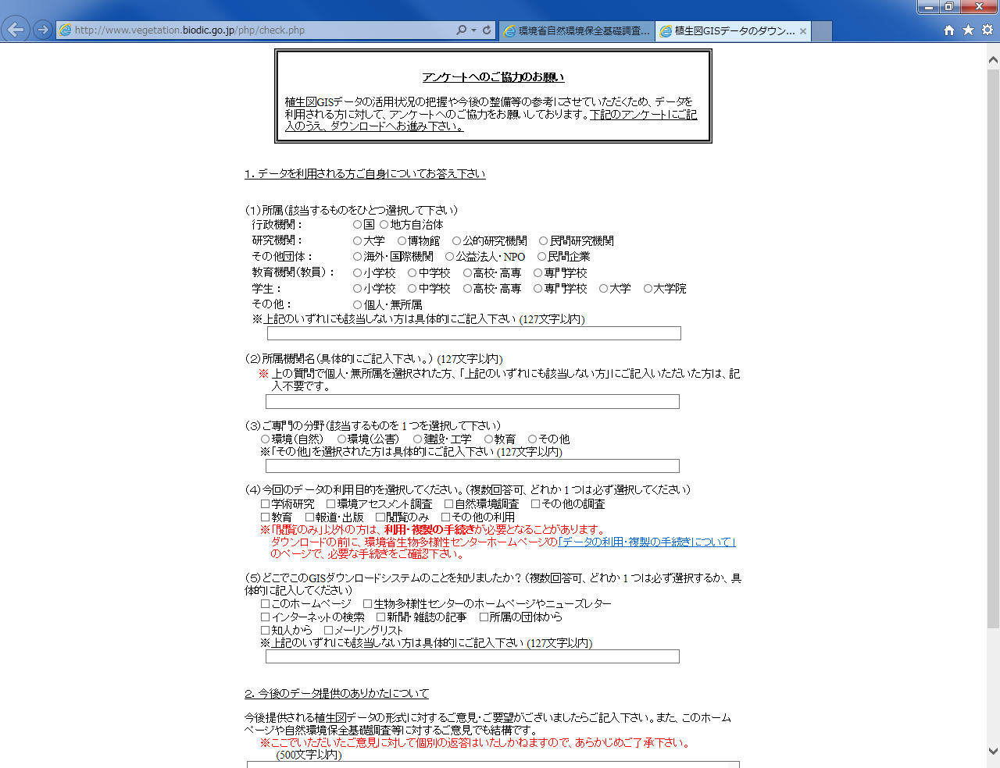 http://www.vegetation.biodic.go.jp/php/check.php
環境省自然環境保全基礎調査...
植生図GISデータのダウン...
アンケートへのご協力のお願い
植生図GISデータの活用状況の把握や今後の整備等の参考にさせていただくため、データを
利用される方に対して、アンケートへのご協力をお願いしております。下記のアンケートにご記
入のうえ、ダウンロードへお進み下さい。
1．データを利用される方ご自身についてお答え下さい
（1）所属（該当するものをひとつ選択して下さい）
行政機関： 国 地方自治体
研究機関： 大学 博物館 公的研究機関 民間研究機関
その他団体： 海外・国際機関 公益法人・NPO 民間企業
教育機関（教員）： 小学校 中学校 高校・高専 専門学校
学生： 小学校 中学校 高校・高専 専門学校 大学 大学院
その他： 個人・無所属
※上記のいずれにも該当しない方は具体的にご記入下さい (127文字以内)
（2）所属機関名（具体的にご記入下さい。） (127文字以内)
※ 上の質問で個人・無所属を選択された方、「上記のいずれにも該当しない方」にご記入いただいた方は、記
入不要です。
（3）ご専門の分野（該当するものを１つを選択して下さい）
環境（自然） 環境（公害） 建設・工学 教育 その他
※「その他」を選択された方は具体的にご記入下さい (127文字以内)
（4）今回のデータの利用目的を選択してください。（複数回答可、どれか１つは必ず選択してください）
学術研究 環境アセスメント調査 自然環境調査 その他の調査
教育 報道・出版 閲覧のみ その他の利用
※「閲覧のみ」以外の方は、利用・複製の手続きが必要となることがあります。
ダウンロードの前に、環境省生物多様性センターホームページの「データの利用・複製の手続きについて」
のページで、必要な手続きをご確認下さい。
（5）どこでこのGISダウンロードシステムのことを知りましたか？（複数回答可、どれか１つは必ず選択するか、具
体的に記入してください）
このホームページ 生物多様性センターのホームページやニューズレター
インターネットの検索 新聞・雑誌の記事 所属の団体から
知人から メーリングリスト
※上記のいずれにも該当しない方は具体的にご記入下さい (127文字以内)
2．今後のデータ提供のありかたについて
今後提供される植生図データの形式に対するご意見・ご要望がございましたらご記入下さい。また、このホーム
ページや自然環境保全基礎調査等に対するご意見でも結構です。
※ここでいただいたご意見に対して個別の返答はいたしかねますので、あらかじめご了承下さい。
(500文字以内)